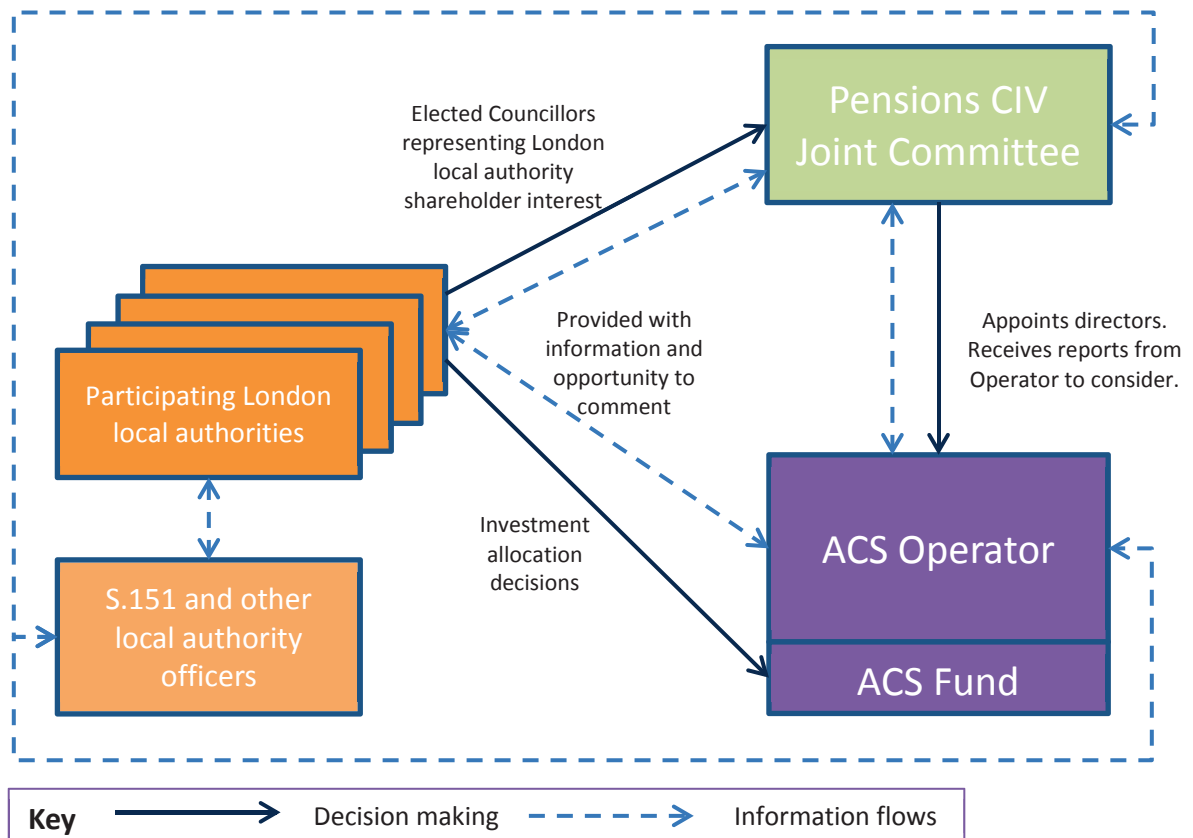 Pensions CIV
Joint Committee
Elected Councillors
representing London
local authority
shareholder interest
Provided with
information and
opportunity to
comment
Appoints directors.
Receives reports from
Operator to consider.
Participating London
local authorities
Investment
allocation
decisions
ACS Operator
S.151 and other
local authority
officers
ACS Fund
Key
Decision making
Information flows